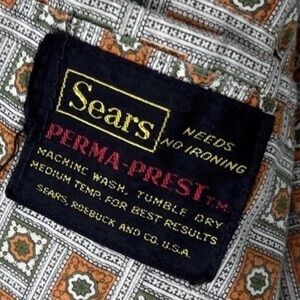 Sears
NEEDS
NO IRONING
PERMA-PREST T.M.
MACHINE WASH, TUMBLE DRY
MEDIUM TEMP. FOR BEST RESULTS
SEARS, ROEBUCK AND CO. U.S.A.